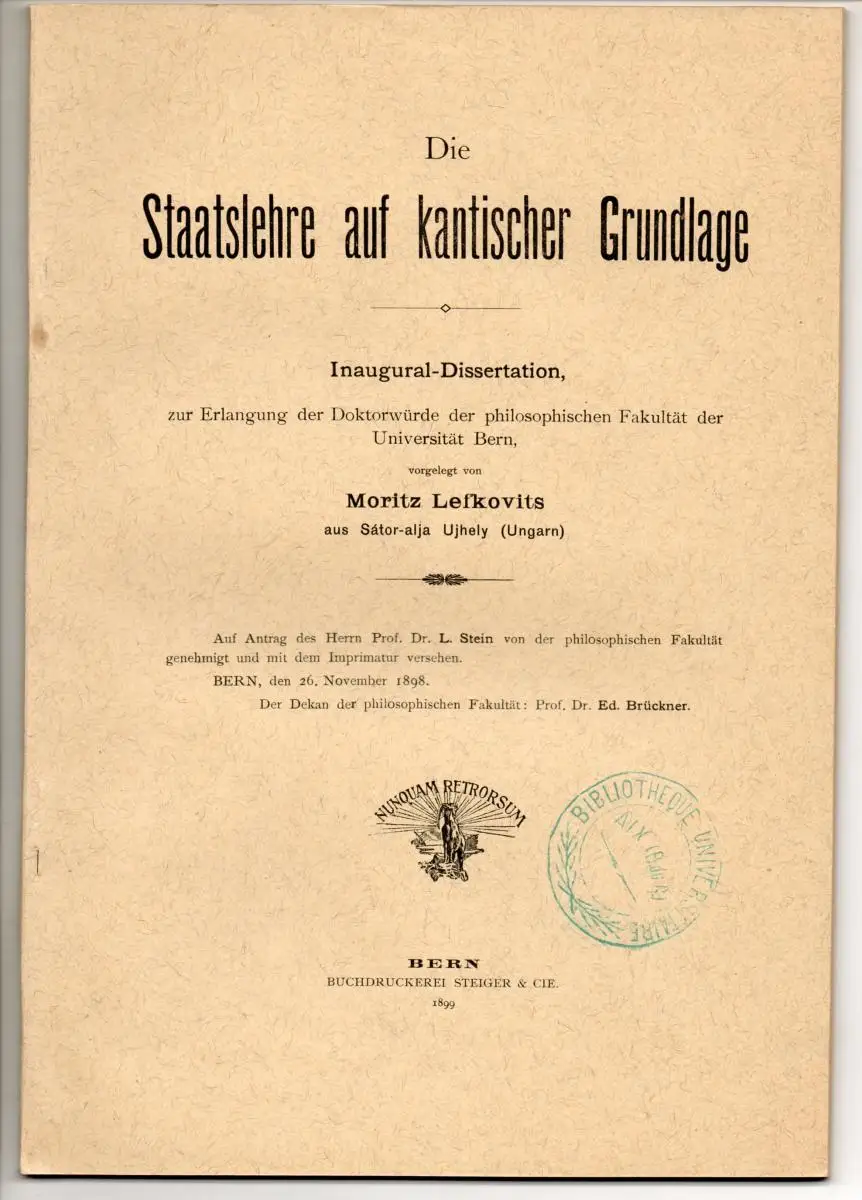 Die
Staatslehre auf kantischer Grundlage
Inaugural-Dissertation,
zur Erlangung der Doktorwürde der philosophischen Fakultät der
Universität Bern,
vorgelegt von
Moritz Lefkovits
aus Sátor-alja Ujhely (Ungarn)
Auf Antrag des Herrn Prof. Dr. L. Stein von der philosophischen Fakultät
genehmigt und mit dem Imprimatur versehen.
BERN, den 26. November 1898.
Der Dekan der philosophischen Fakultät: Prof. Dr. Ed. Brückner.
NUNQUAM RETRORSUM
BIBLIOTHEQUE UNIVERSITAIRE
AIX
BERN
BUCHDRUCKEREI STEIGER & CIE.
1899